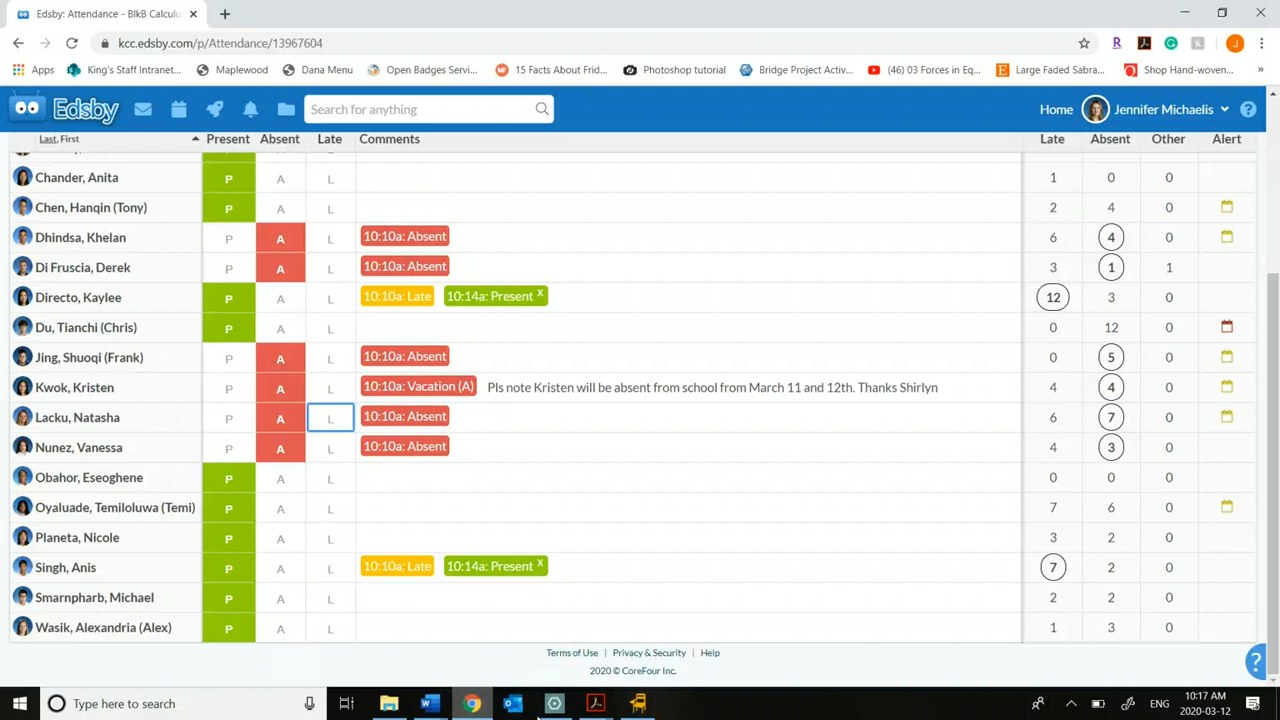 Edsby: Attendance - BlkB Calculu
kcc.edsby.com/p/Attendance/13967604
Apps King's Staff Intranet... Maplewood Dana Menu Open Badges Servi... 15 Facts About Frid... Photoshop tutorial Bridge Project Activ... (46) 03 Forces in Eq... Large Faded Sabra... Shop Hand-woven...
Edsby Search for anything Home Jennifer Michaelis
Last, First Present Absent Late Comments Late Absent Other Alert
Chander, Anita P A L 1 0 0
Chen, Hanqin (Tony) P A L 2 4 0
Dhindsa, Khelan P A L 10:10a: Absent 6 4 0
Di Fruscia, Derek P A L 10:10a: Absent 3 1 1
Directo, Kaylee P A L 10:10a: Late 10:14a: Present x 12 3 0
Du, Tianchi (Chris) P A L 0 12 0
Jing, Shuoqi (Frank) P A L 10:10a: Absent 0 5 0
Kwok, Kristen P A L 10:10a: Vacation (A) Pls note Kristen will be absent from school from March 11 and 12th. Thanks Shirlyn 4 4 0
Lacku, Natasha P A L 10:10a: Absent 6 7 0
Nunez, Vanessa P A L 10:10a: Absent 4 3 0
Obahor, Eseoghene P A L 0 0 0
Oyaluade, Temiloluwa (Temi) P A L 7 6 0
Planeta, Nicole P A L 3 2 0
Singh, Anis P A L 10:10a: Late 10:14a: Present x 7 2 0
Smarnpharb, Michael P A L 2 2 0
Wasik, Alexandria (Alex) P A L 1 3 0
Terms of Use | Privacy & Security | Help
2020 © CoreFour Inc.
Type here to search ENG 10:17 AM
2020-03-12